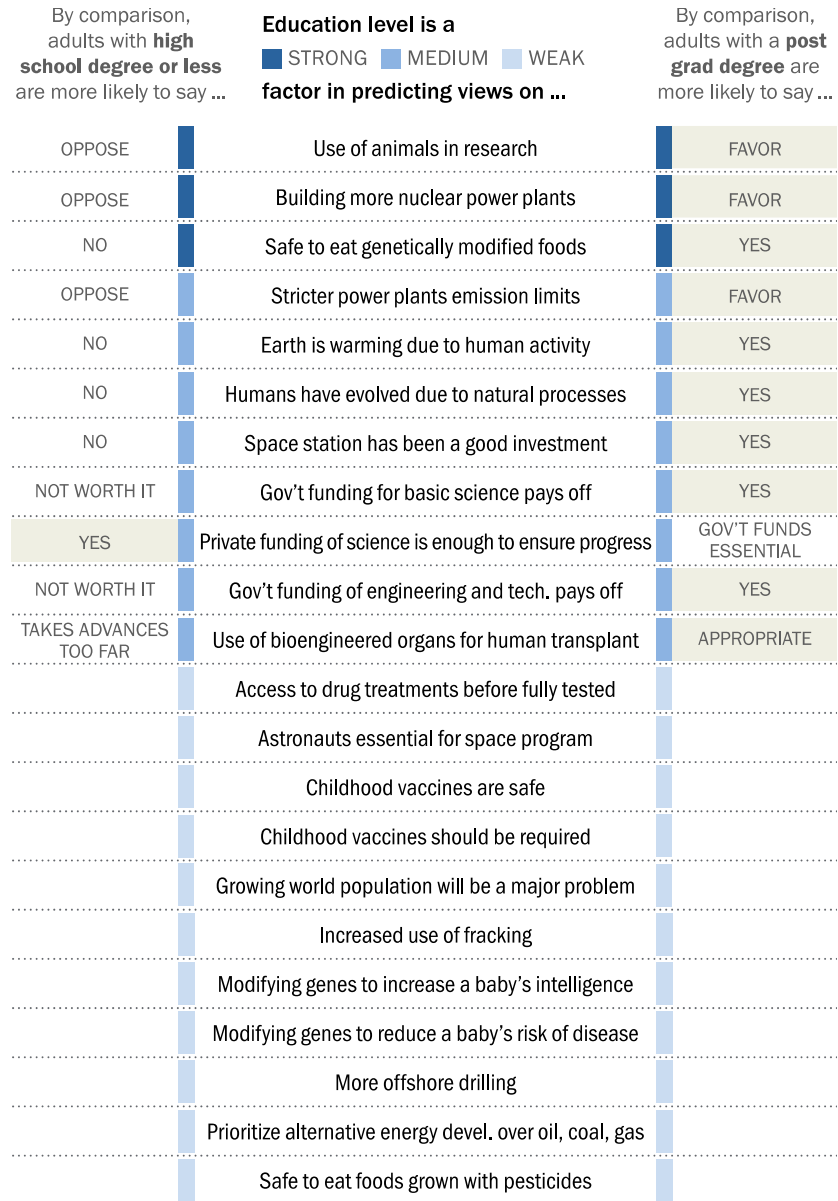 By comparison,
adults with high
school degree or less
are more likely to say ...
Education level is a
STRONG MEDIUM WEAK
factor in predicting views on ...
By comparison,
adults with a post
grad degree are
more likely to say ...
OPPOSE Use of animals in research FAVOR
OPPOSE Building more nuclear power plants FAVOR
NO Safe to eat genetically modified foods YES
OPPOSE Stricter power plants emission limits FAVOR
NO Earth is warming due to human activity YES
NO Humans have evolved due to natural processes YES
NO Space station has been a good investment YES
NOT WORTH IT Gov't funding for basic science pays off YES
YES Private funding of science is enough to ensure progress GOV'T FUNDS
ESSENTIAL
NOT WORTH IT Gov't funding of engineering and tech. pays off YES
TAKES ADVANCES
TOO FAR Use of bioengineered organs for human transplant APPROPRIATE
Access to drug treatments before fully tested
Astronauts essential for space program
Childhood vaccines are safe
Childhood vaccines should be required
Growing world population will be a major problem
Increased use of fracking
Modifying genes to increase a baby's intelligence
Modifying genes to reduce a baby's risk of disease
More offshore drilling
Prioritize alternative energy devel. over oil, coal, gas
Safe to eat foods grown with pesticides